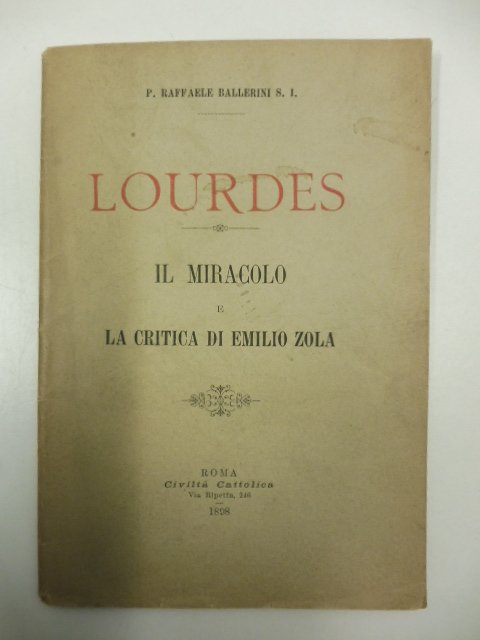 P. RAFFAELE BALLERINI S. I.
LOURDES
IL MIRACOLO
E
LA CRITICA DI EMILIO ZOLA
ROMA
Civiltà Cattolica
Via Ripetta, 246
1898